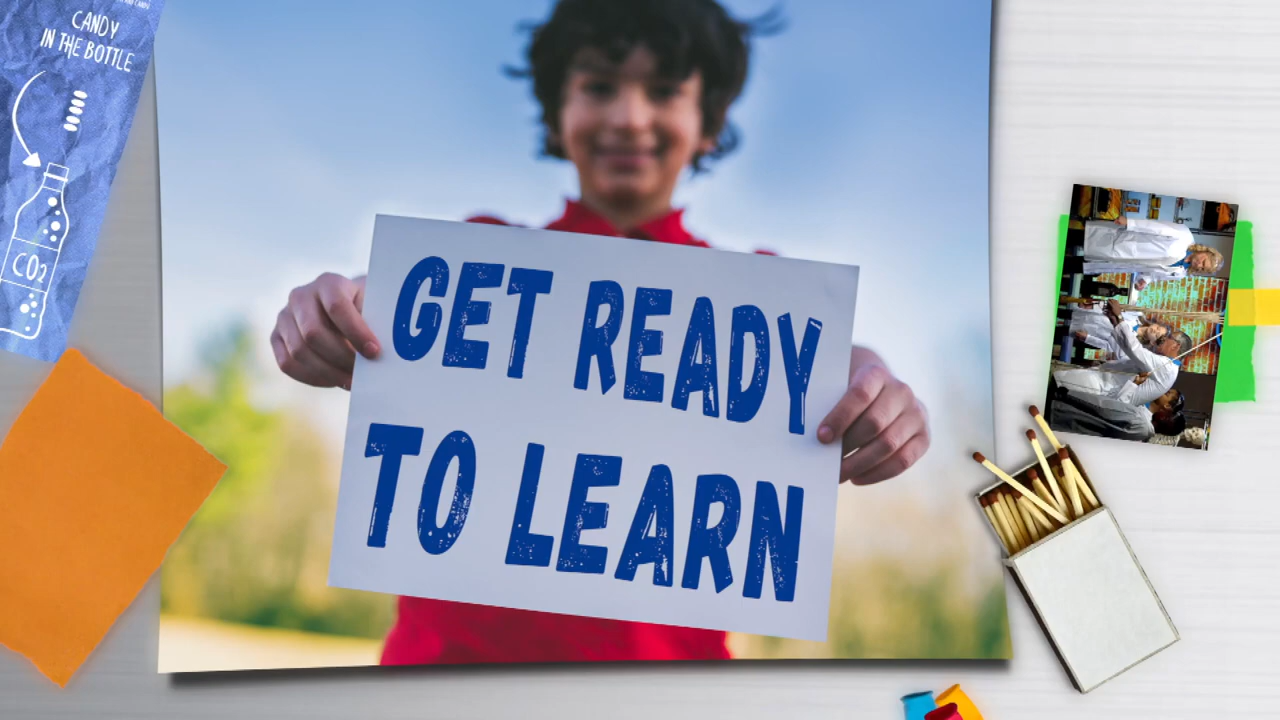 CANDY
IN THE BOTTLE
CO2
GET READY
TO LEARN